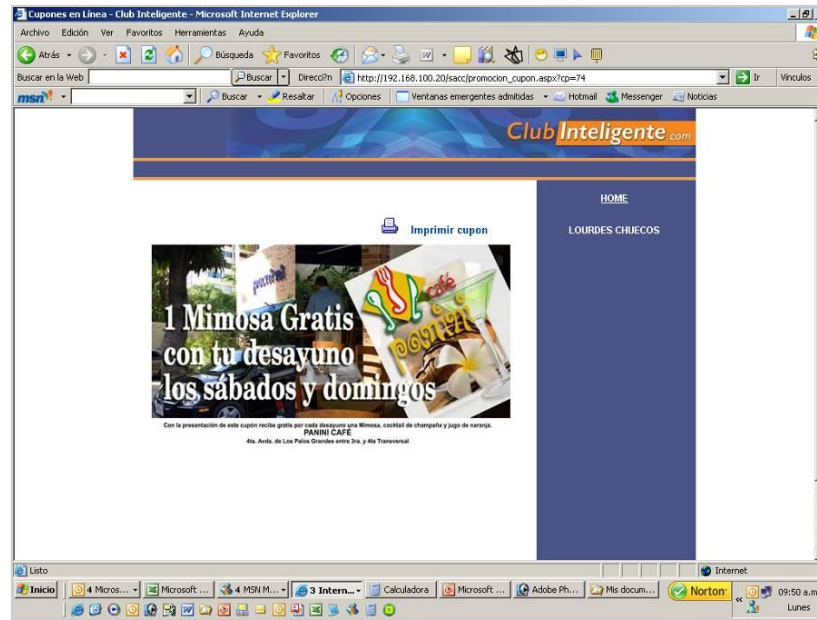 Cupones en Línea - Club Inteligente - Microsoft Internet Explorer
Archivo Edición Ver Favoritos Herramientas Ayuda
Atrás Búsqueda Favoritos
Buscar en la Web Buscar Direcci?n http://192.168.100.20/sacc/promocion_cupon.aspx?cp=74 Ir Vínculos
msn Buscar Resaltar Opciones Ventanas emergentes admitidas Hotmail Messenger Noticias
Club Inteligente.com
HOME
Imprimir cupon
LOURDES CHUECOS
panini
café
panini
1 Mimosa Gratis
con tu desayuno
los sábados y domingos
Con la presentación de este cupón recibe gratis por cada desayuno una Mimosa, cocktail de champaña y jugo de naranja.
PANINI CAFÉ
4ta. Avda. de Los Palos Grandes entre 3ra. y 4ta Transversal
Listo Internet
Inicio 4 Micros... Microsoft ... 4 MSN M... 3 Intern... Calculadora Microsoft ... Adobe Ph... Mis docum... Norton 09:50 a.m
Lunes